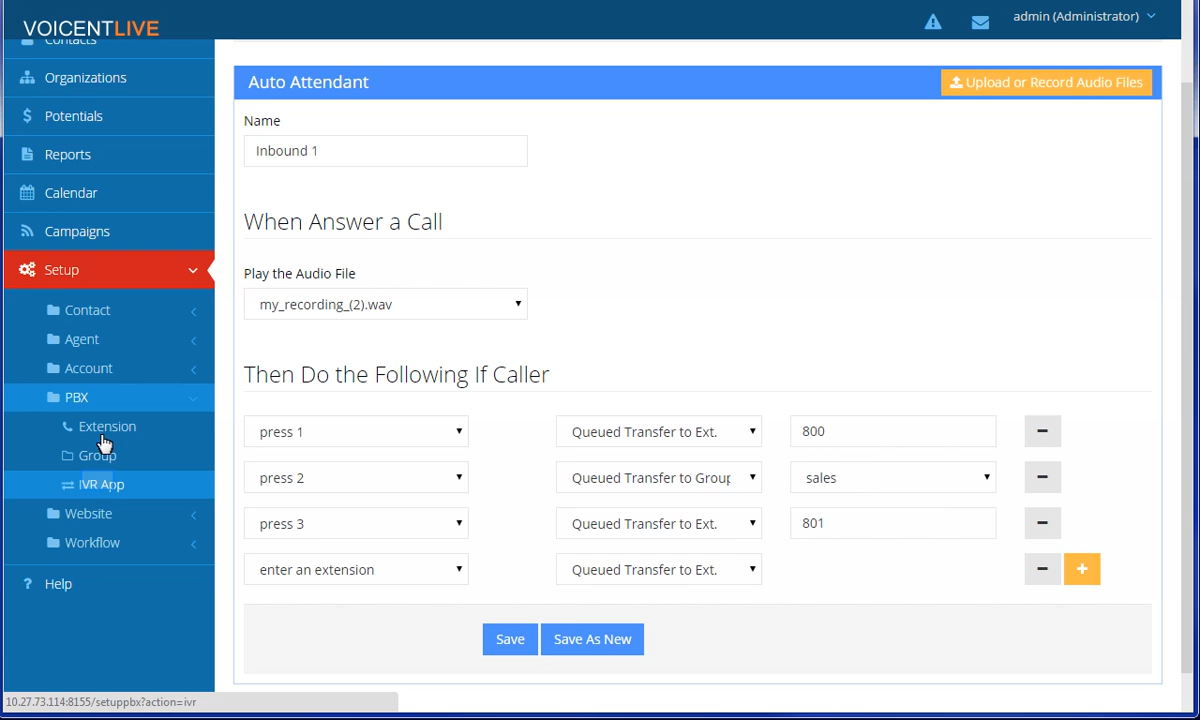 VOICENTLIVE
admin (Administrator)
Contacts
Organizations
Potentials
Reports
Calendar
Campaigns
Setup
Contact
Agent
Account
PBX
Extension
Group
IVR App
Website
Workflow
? Help
Auto Attendant
Upload or Record Audio Files
Name
Inbound 1
When Answer a Call
Play the Audio File
my_recording_(2).wav
Then Do the Following If Caller
press 1 Queued Transfer to Ext. 800 −
press 2 Queued Transfer to Group sales −
press 3 Queued Transfer to Ext. 801 −
enter an extension Queued Transfer to Ext. − +
Save Save As New
10.27.73.114:8155/setuppbx?action=ivr